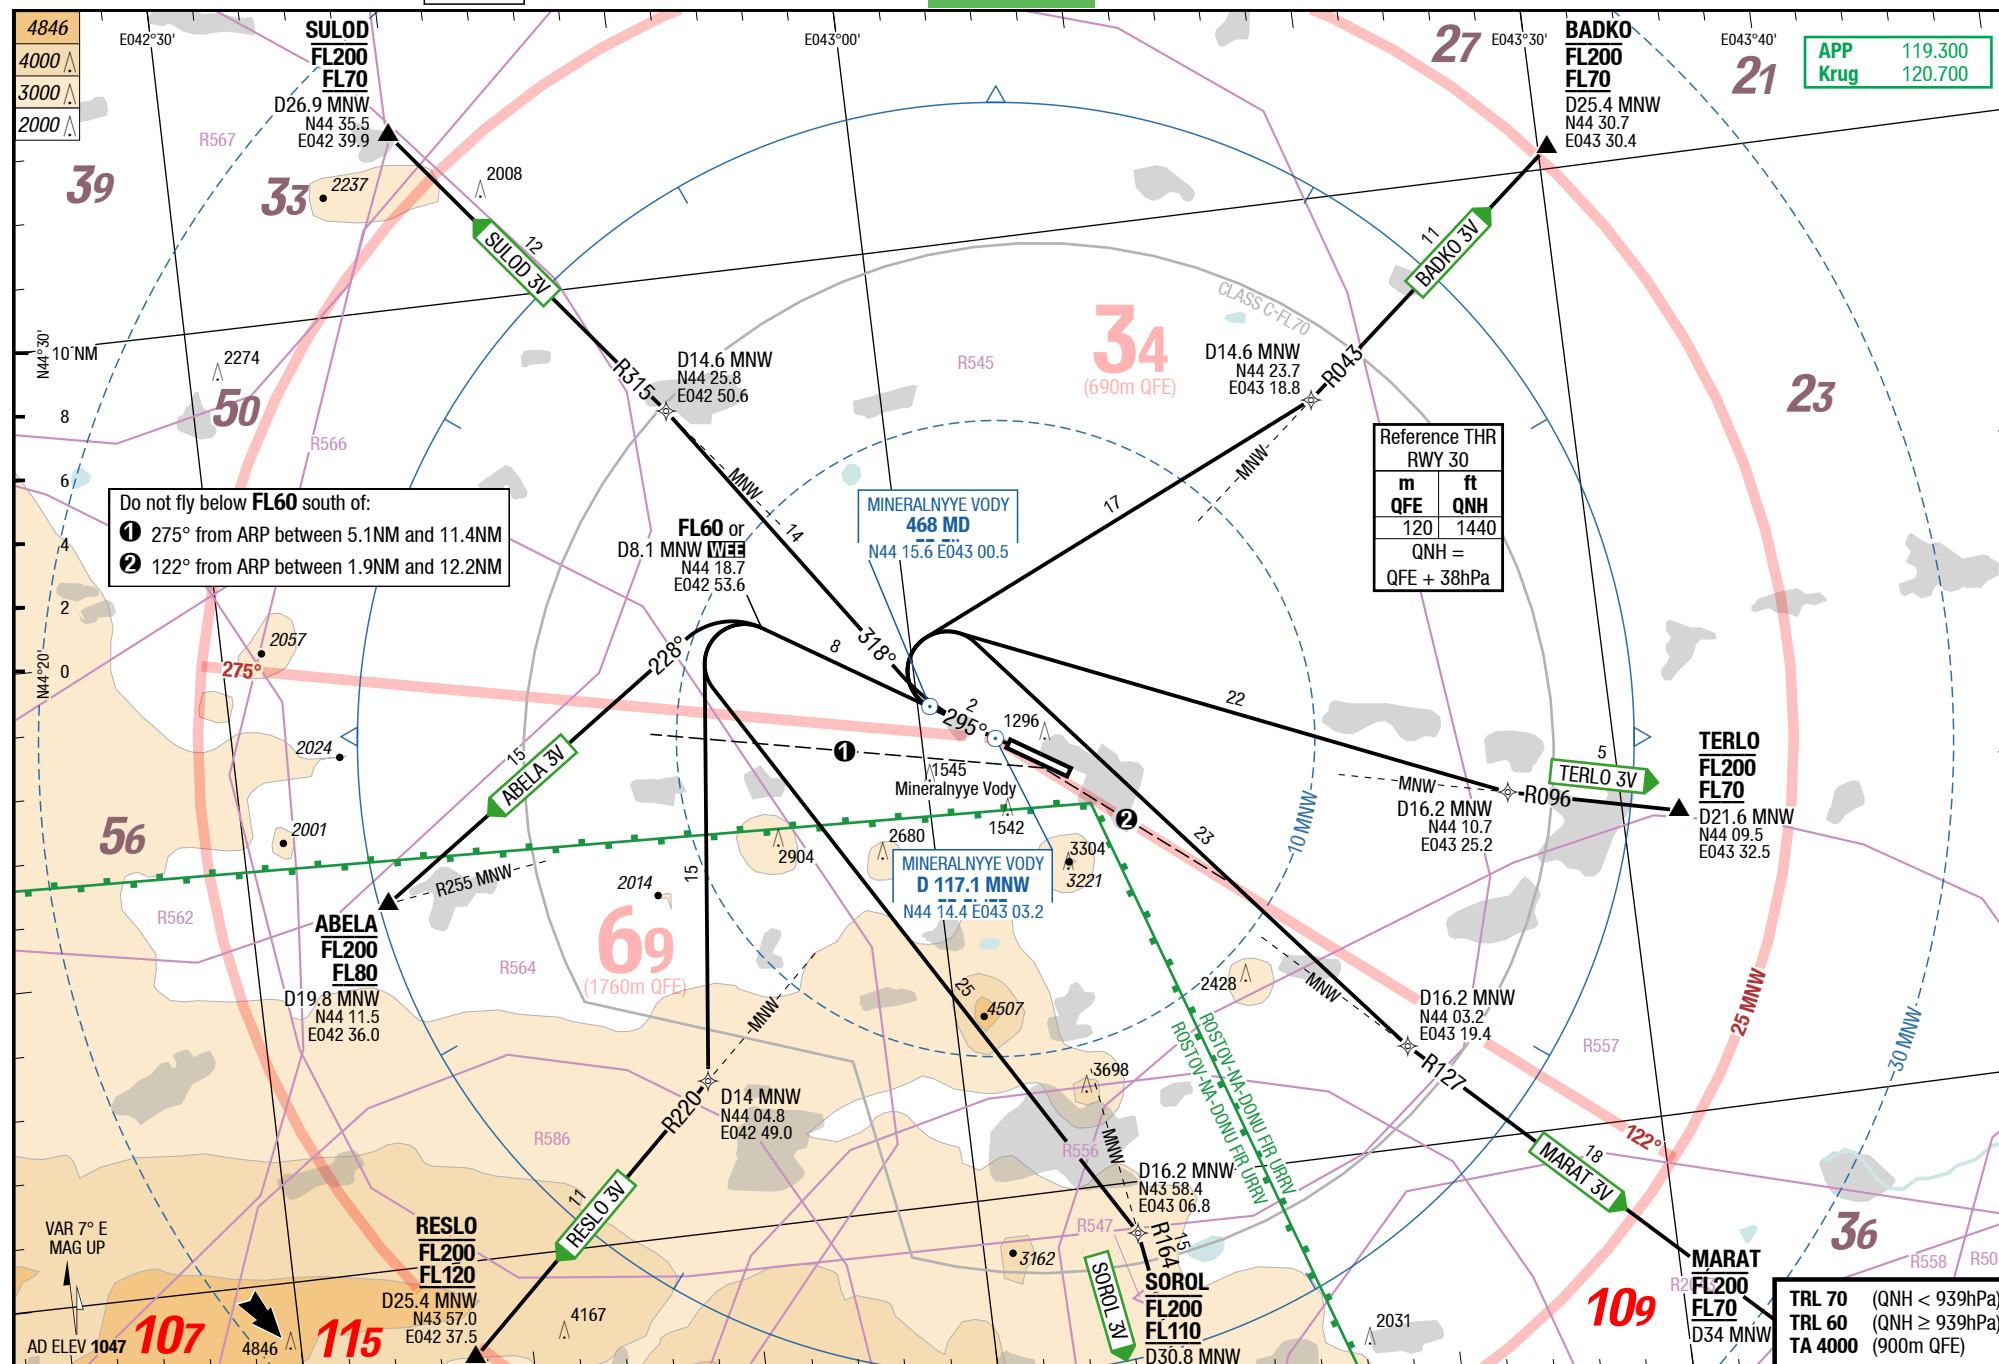 4846
4000
3000
2000
E042°30'
SULOD
FL200
FL70
D26.9 MNW
N44 35.5
E042 39.9
E043°00'
27
E043°30'
BADKO
FL200
FL70
D25.4 MNW
N44 30.7
E043 30.4
E043°40'
21
APP 119.300
Krug 120.700
R567
39
33
2237
2008
12
SULOD 3V
11
BADKO 3V
CLASS C-FL70
34
(690m QFE)
R545
N44°30'
10 NM
8
6
4
2
0
2274
50
R566
R315
D14.6 MNW
N44 25.8
E042 50.6
D14.6 MNW
N44 23.7
E043 18.8
R043
23
MNW
14
MNW
17
Reference THR
RWY 30
m ft
QFE QNH
120 1440
QNH =
QFE + 38hPa
Do not fly below FL60 south of:
1 275° from ARP between 5.1NM and 11.4NM
2 122° from ARP between 1.9NM and 12.2NM
MINERALNYYE VODY
468 MD
N44 15.6 E043 00.5
FL60 or
D8.1 MNW WEE
N44 18.7
E042 53.6
N44°20'
2057
275°
228°
8
318°
2
295°
1296
22
2024
15
ABELA 3V
1
1545
Mineralnyye Vody
1542
2
10 MNW
23
MNW
D16.2 MNW
N44 10.7
E043 25.2
R096
5
TERLO 3V
TERLO
FL200
FL70
D21.6 MNW
N44 09.5
E043 32.5
56
2001
R255 MNW
2014
15
2904
2680
3304
3221
MINERALNYYE VODY
D 117.1 MNW
N44 14.4 E043 03.2
R562
ABELA
FL200
FL80
D19.8 MNW
N44 11.5
E042 36.0
R564
69
(1760m QFE)
MNW
25
4507
2428
MNW
D16.2 MNW
N44 03.2
E043 19.4
R557
25 MNW
30 MNW
ROSTOV-NA-DONU FIR URRV
ROSTOV-NA-DONU FIR URRV
R127
122°
3698
MNW
R556
D14 MNW
N44 04.8
E042 49.0
R220
R586
11
RESLO 3V
D16.2 MNW
N43 58.4
E043 06.8
R547
R164
15
SOROL 3V
18
MARAT 3V
3162
36
R558
VAR 7° E
MAG UP
RESLO
FL200
FL120
D25.4 MNW
N43 57.0
E042 37.5
AD ELEV 1047
107
4846
115
4167
SOROL
FL200
FL110
D30.8 MNW
2031
109
MARAT
FL200
FL70
D34 MNW
TRL 70 (QNH < 939hPa)
TRL 60 (QNH ≥ 939hPa)
TA 4000 (900m QFE)